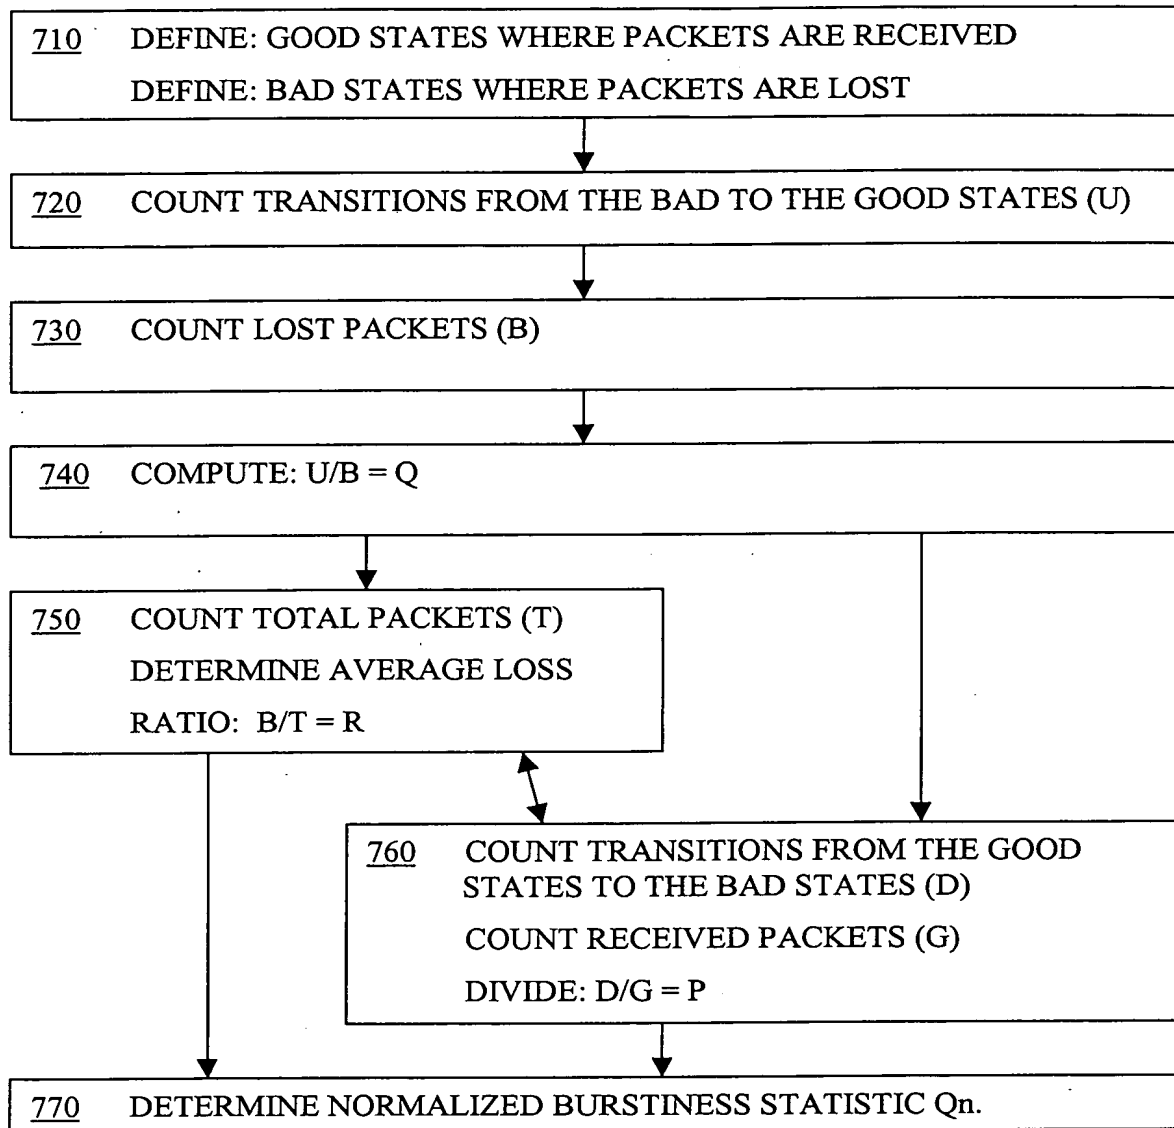 710 DEFINE: GOOD STATES WHERE PACKETS ARE RECEIVED
DEFINE: BAD STATES WHERE PACKETS ARE LOST
720 COUNT TRANSITIONS FROM THE BAD TO THE GOOD STATES (U)
730 COUNT LOST PACKETS (B)
740 COMPUTE: U/B = Q
750 COUNT TOTAL PACKETS (T)
DETERMINE AVERAGE LOSS
RATIO: B/T = R
760 COUNT TRANSITIONS FROM THE GOOD
STATES TO THE BAD STATES (D)
COUNT RECEIVED PACKETS (G)
DIVIDE: D/G = P
770 DETERMINE NORMALIZED BURSTINESS STATISTIC Qn.